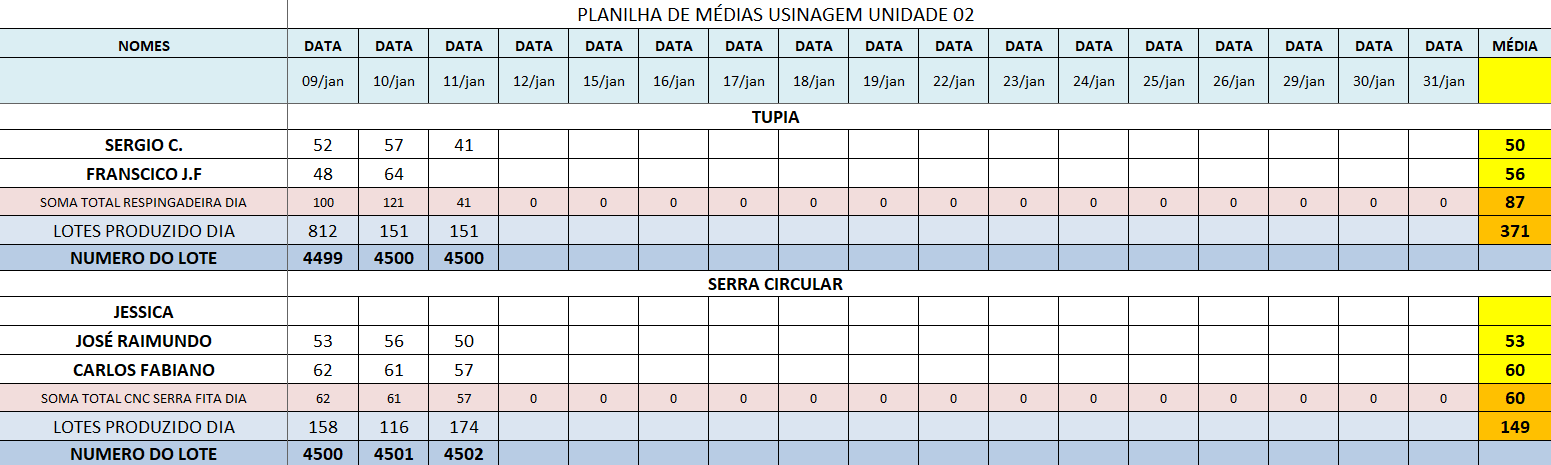 PLANILHA DE MÉDIAS USINAGEM UNIDADE 02
NOMES DATA DATA DATA DATA DATA DATA DATA DATA DATA DATA DATA DATA DATA DATA DATA DATA DATA MÉDIA
09/jan 10/jan 11/jan 12/jan 15/jan 16/jan 17/jan 18/jan 19/jan 22/jan 23/jan 24/jan 25/jan 26/jan 29/jan 30/jan 31/jan
TUPIA
SERGIO C. 52 57 41 50
FRANSCICO J.F 48 64 56
SOMA TOTAL RESPINGADEIRA DIA 100 121 41 0 0 0 0 0 0 0 0 0 0 0 0 0 0 87
LOTES PRODUZIDO DIA 812 151 151 371
NUMERO DO LOTE 4499 4500 4500
SERRA CIRCULAR
JESSICA
JOSÉ RAIMUNDO 53 56 50 53
CARLOS FABIANO 62 61 57 60
SOMA TOTAL CNC SERRA FITA DIA 62 61 57 0 0 0 0 0 0 0 0 0 0 0 0 0 0 60
LOTES PRODUZIDO DIA 158 116 174 149
NUMERO DO LOTE 4500 4501 4502